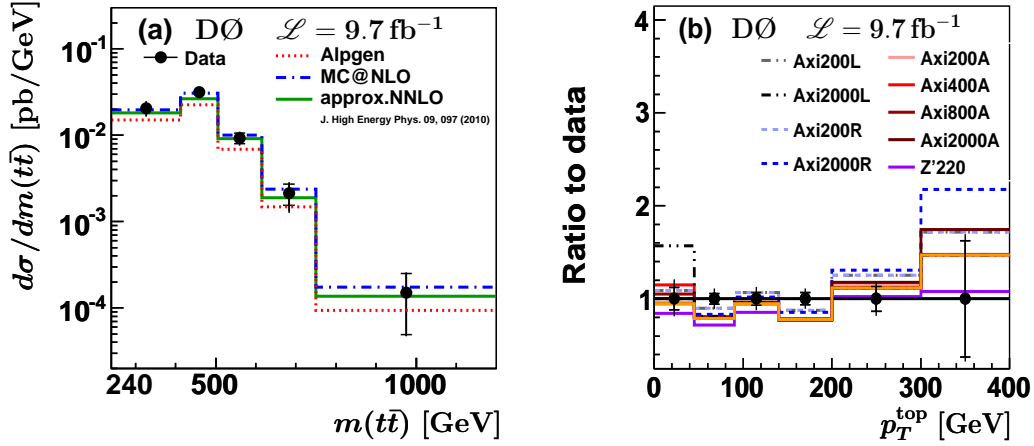 (a) DØ ℒ = 9.7 fb⁻¹
Data
Alpgen
MC@NLO
approx.NNLO
J. High Energy Phys. 09, 097 (2010)
dσ/dm(tt̄) [pb/GeV]
10⁻¹
10⁻²
10⁻³
10⁻⁴
240 500 1000
m(tt̄) [GeV]
(b) DØ ℒ = 9.7 fb⁻¹
Axi200L
Axi2000L
Axi200R
Axi2000R
Axi200A
Axi400A
Axi800A
Axi2000A
Z'220
Ratio to data
4
3
2
1
0 100 200 300 400
p_T^top [GeV]